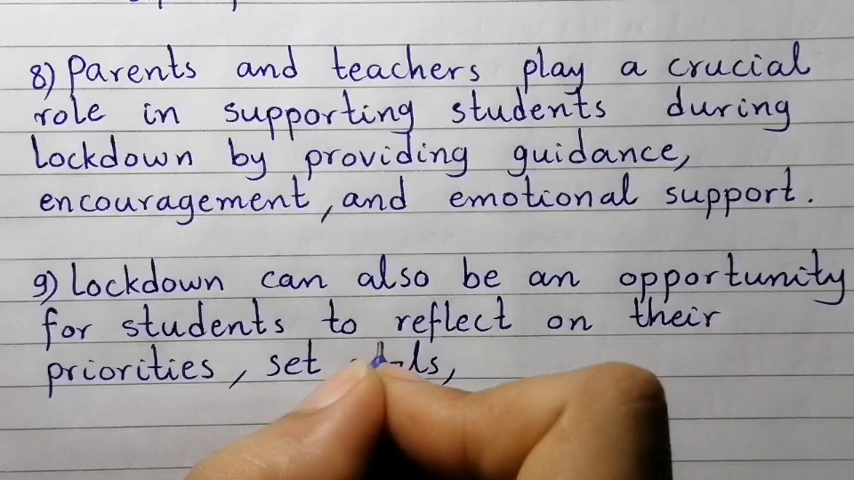 8) Parents and teachers play a crucial
role in supporting students during
lockdown by providing guidance,
encouragement, and emotional support.
9) Lockdown can also be an opportunity
for students to reflect on their
priorities, set